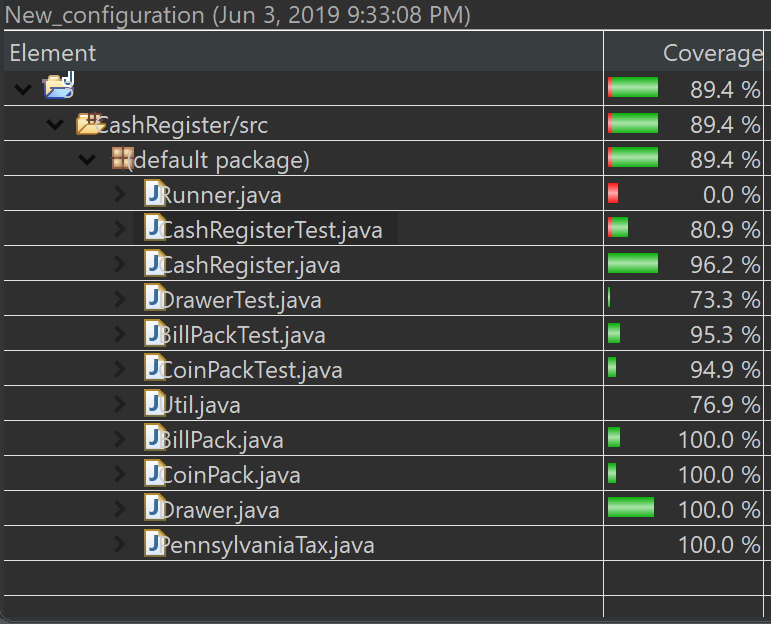 New_configuration (Jun 3, 2019 9:33:08 PM)
Element Coverage
89.4 %
CashRegister/src 89.4 %
(default package) 89.4 %
Runner.java 0.0 %
CashRegisterTest.java 80.9 %
CashRegister.java 96.2 %
DrawerTest.java 73.3 %
BillPackTest.java 95.3 %
CoinPackTest.java 94.9 %
Util.java 76.9 %
BillPack.java 100.0 %
CoinPack.java 100.0 %
Drawer.java 100.0 %
PennsylvaniaTax.java 100.0 %